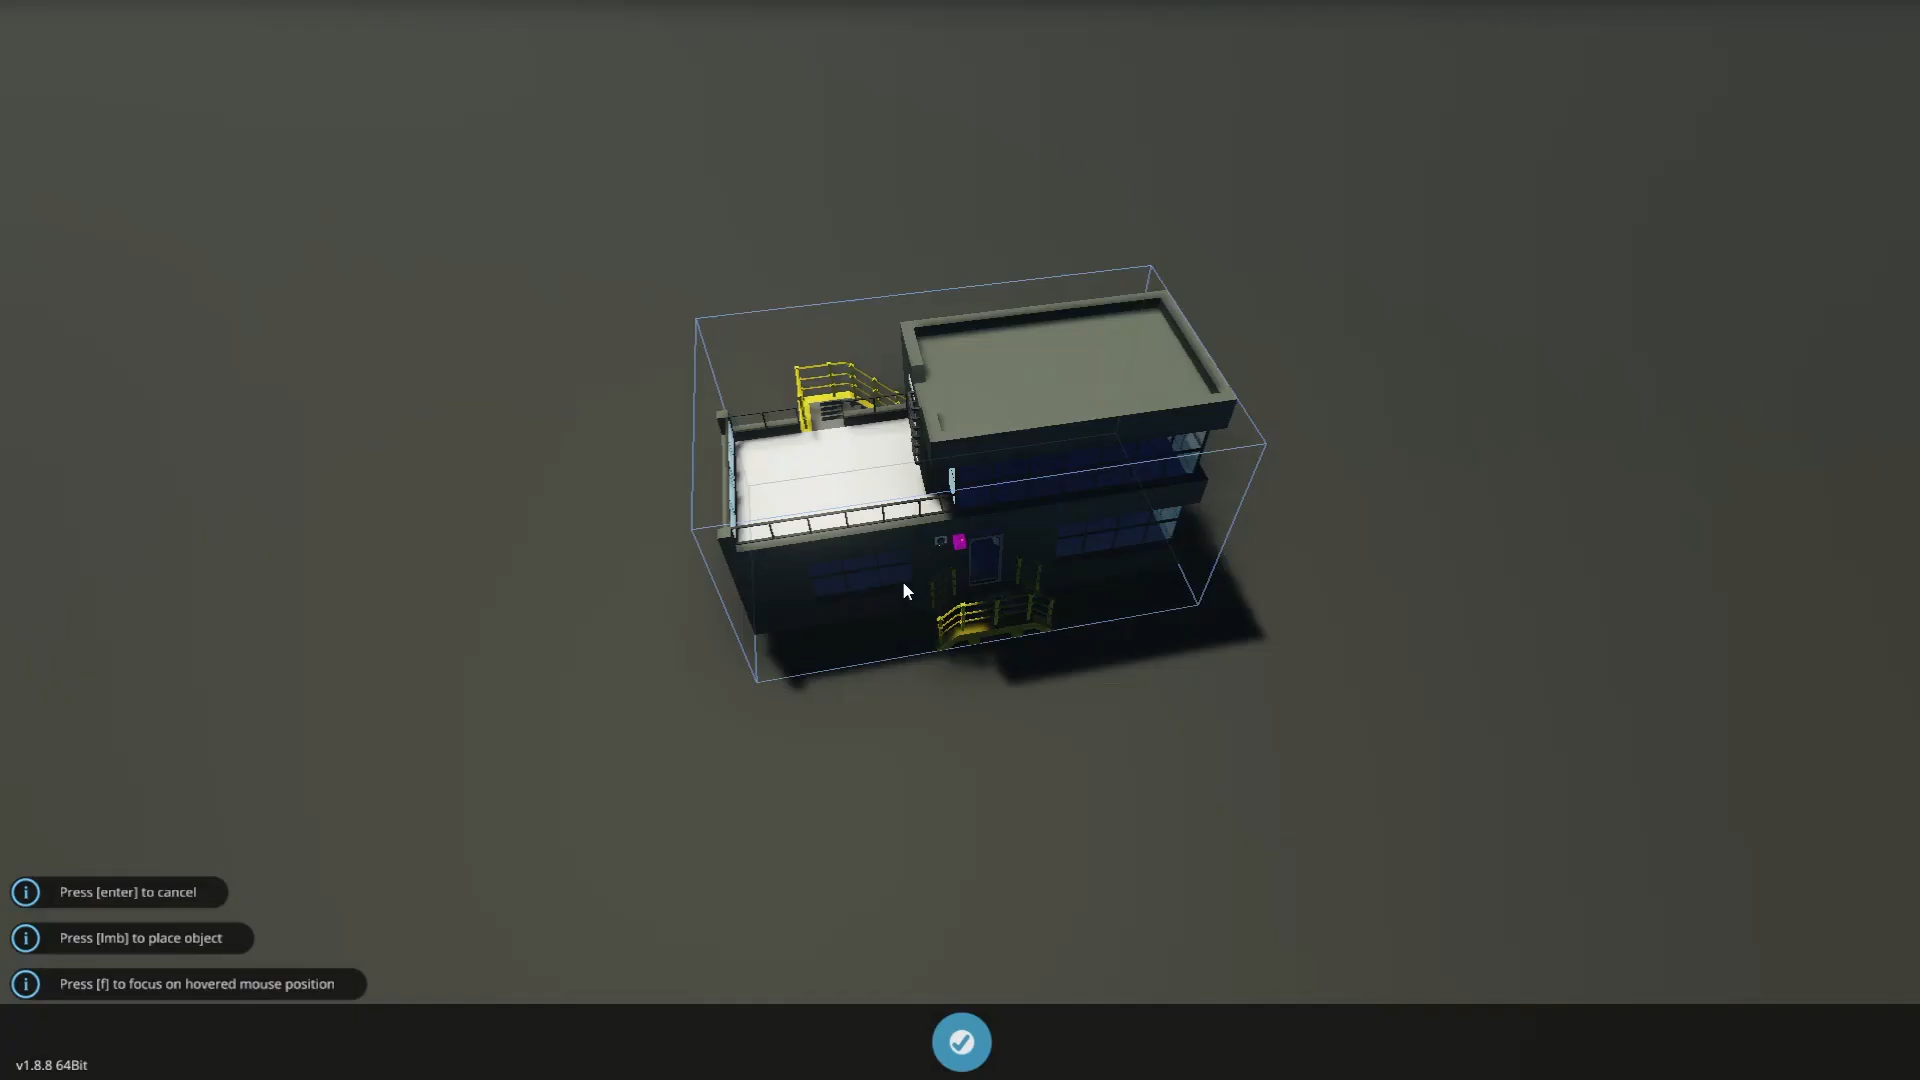 Press [enter] to cancel
Press [lmb] to place object
Press [f] to focus on hovered mouse position
v1.8.8 64Bit